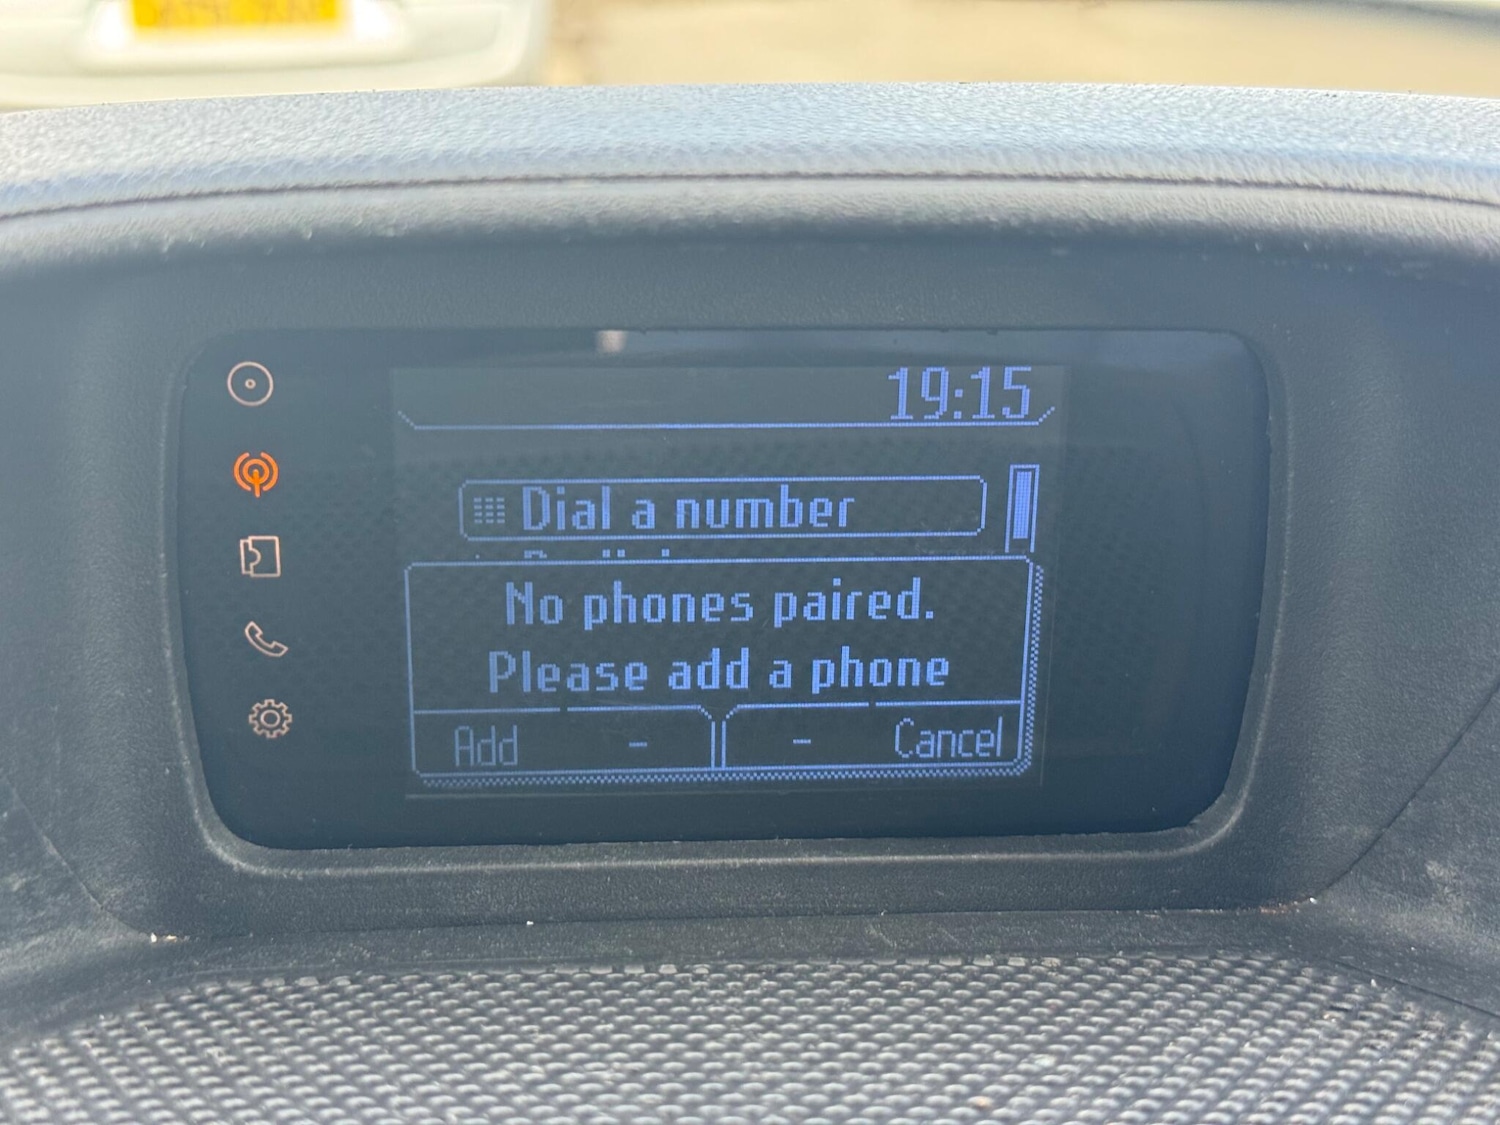 19:15
Dial a number
No phones paired.
Please add a phone
Add - - Cancel